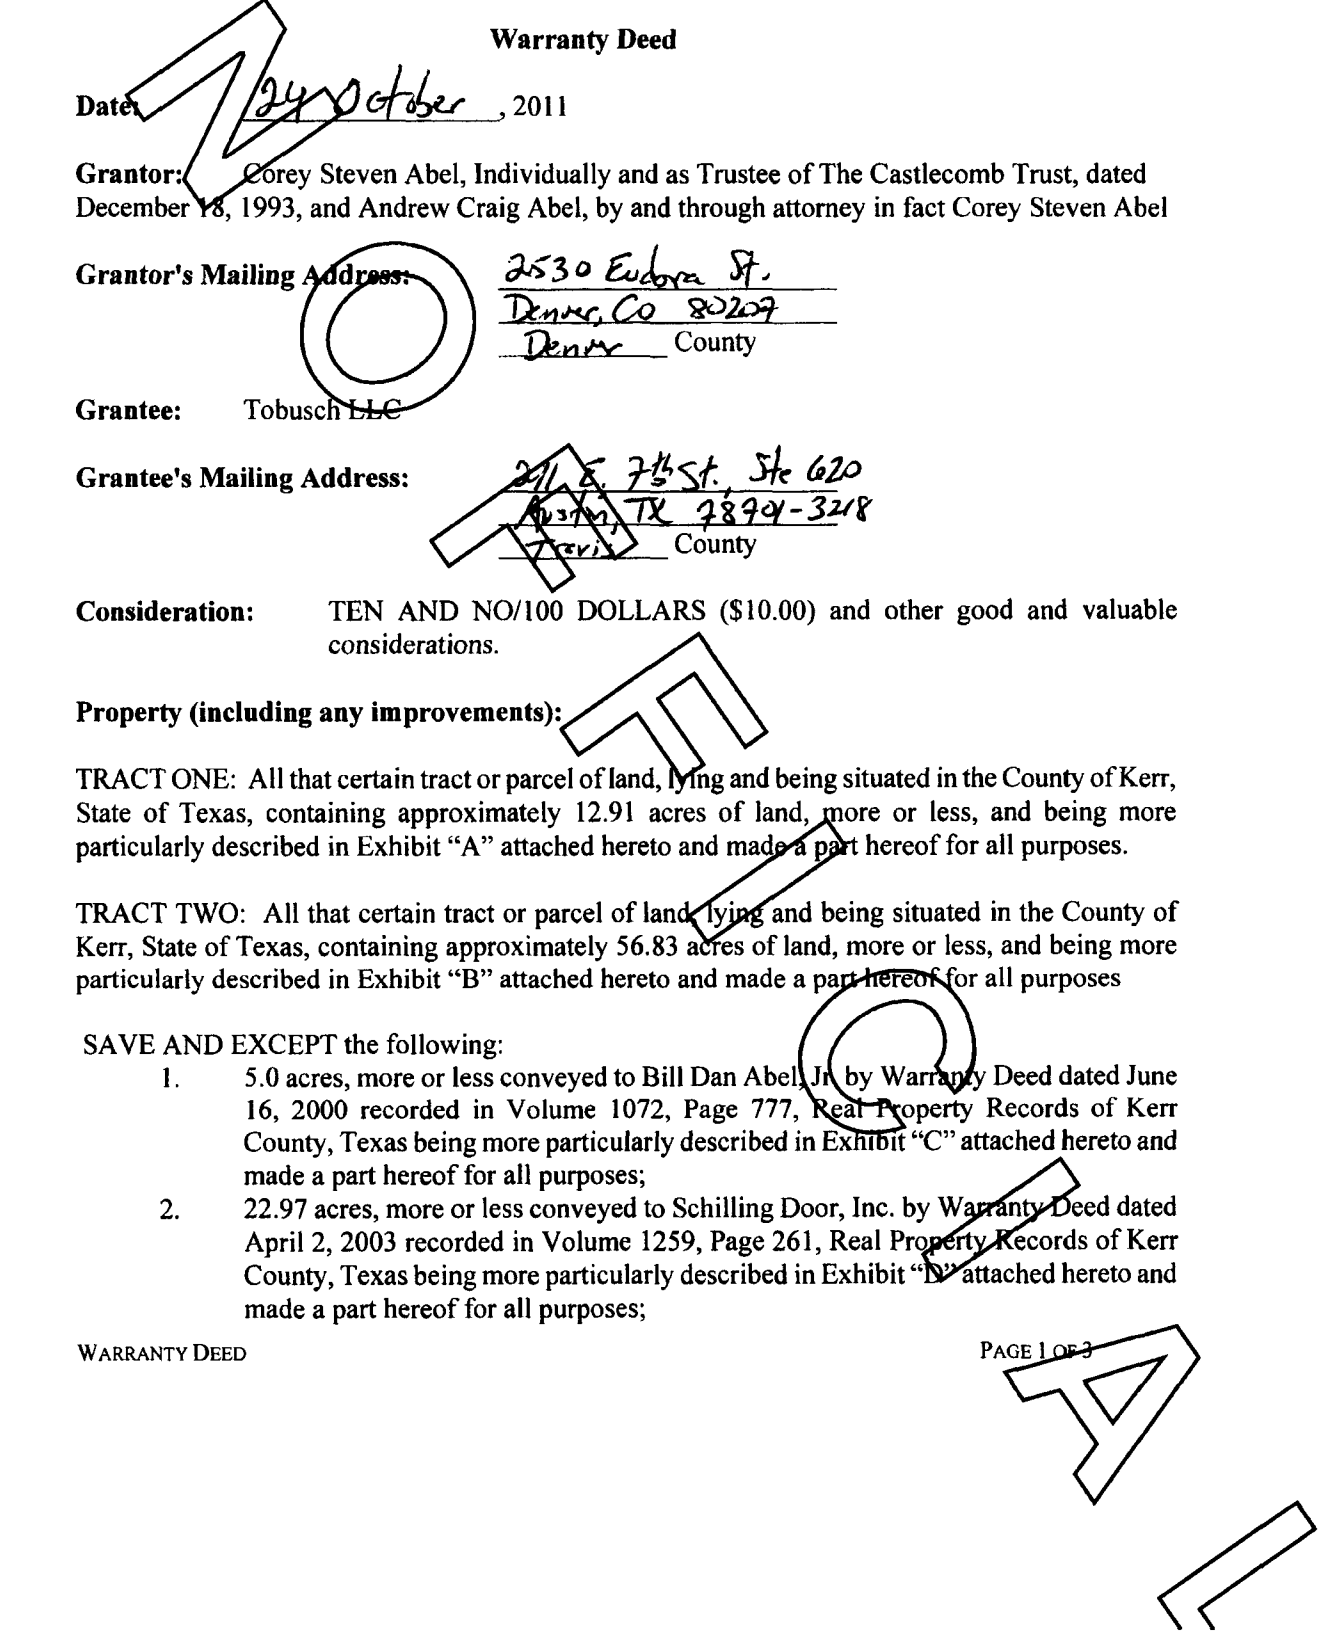 Warranty Deed
Date: 24 October, 2011
Grantor: Corey Steven Abel, Individually and as Trustee of The Castlecomb Trust, dated
December 18, 1993, and Andrew Craig Abel, by and through attorney in fact Corey Steven Abel
Grantor's Mailing Address: 2530 Eudora St.
Denver, Co 80207
Denver County
Grantee: Tobusch LLC
Grantee's Mailing Address: 211 E. 7th St., Ste 620
Austin, TX 78701-3218
Travis County
Consideration: TEN AND NO/100 DOLLARS ($10.00) and other good and valuable
considerations.
Property (including any improvements):
TRACT ONE: All that certain tract or parcel of land, lying and being situated in the County of Kerr,
State of Texas, containing approximately 12.91 acres of land, more or less, and being more
particularly described in Exhibit “A” attached hereto and made a part hereof for all purposes.
TRACT TWO: All that certain tract or parcel of land, lying and being situated in the County of
Kerr, State of Texas, containing approximately 56.83 acres of land, more or less, and being more
particularly described in Exhibit “B” attached hereto and made a part hereof for all purposes
SAVE AND EXCEPT the following:
1. 5.0 acres, more or less conveyed to Bill Dan Abel, Jr. by Warranty Deed dated June
16, 2000 recorded in Volume 1072, Page 777, Real Property Records of Kerr
County, Texas being more particularly described in Exhibit “C” attached hereto and
made a part hereof for all purposes;
2. 22.97 acres, more or less conveyed to Schilling Door, Inc. by Warranty Deed dated
April 2, 2003 recorded in Volume 1259, Page 261, Real Property Records of Kerr
County, Texas being more particularly described in Exhibit “D” attached hereto and
made a part hereof for all purposes;
WARRANTY DEED PAGE 1 OF 3
NOT
OFFICIAL